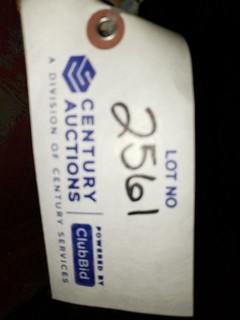 LOT NO
2561
CENTURY
AUCTIONS
A DIVISION OF CENTURY SERVICES
POWERED BY
ClubBid